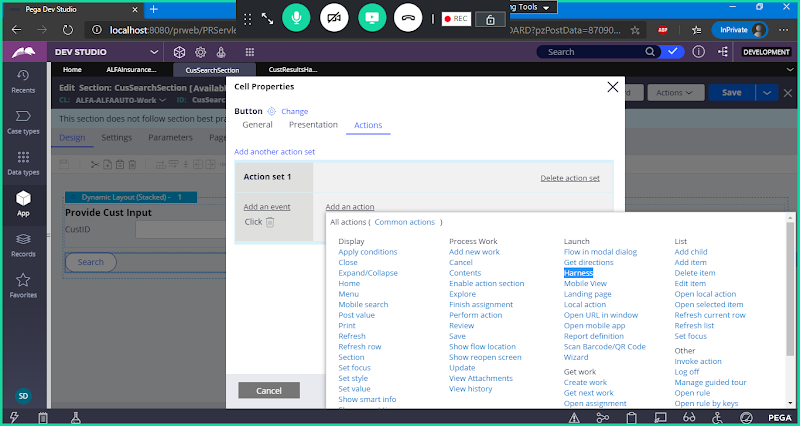 Pega Dev Studio
localhost:8080/prweb/PRServle
REC
ing Tools
DARD?pzPostData=87090...
ABP
InPrivate
DEV STUDIO
Search
DEVELOPMENT
Home
ALFAInsurance...
CusSearchSection
CustResultsHa...
Recents
Case types
Data types
App
Records
Favorites
SD
Edit Section: CusSearchSection [Availabl
CL: ALFA-ALFAAUTO-Work
ID: CusSearc
Actions
Save
This section does not follow section best pra
Design
Settings
Parameters
Page
Dynamic Layout (Stacked) - 1
Provide Cust Input
CustID
Search
Cell Properties
Button
Change
General
Presentation
Actions
Add another action set
Action set 1
Delete action set
Add an event
Add an action
Click
All actions ( Common actions )
Display
Apply conditions
Close
Expand/Collapse
Home
Menu
Mobile search
Post value
Print
Refresh
Refresh row
Section
Set focus
Set style
Set value
Show smart info
Process Work
Add new work
Cancel
Contents
Enable action section
Explore
Finish assignment
Perform action
Review
Save
Show flow location
Show reopen screen
Update
View Attachments
View history
Launch
Flow in modal dialog
Get directions
Harness
Mobile View
Landing page
Local action
Open URL in window
Open mobile app
Report definition
Scan Barcode/QR Code
Wizard
Get work
Create work
Get next work
Open assignment
List
Add child
Add item
Delete item
Edit item
Open local action
Open selected item
Refresh current row
Refresh list
Set focus
Other
Invoke action
Log off
Manage guided tour
Open rule
Open rule by keys
Cancel
PEGA